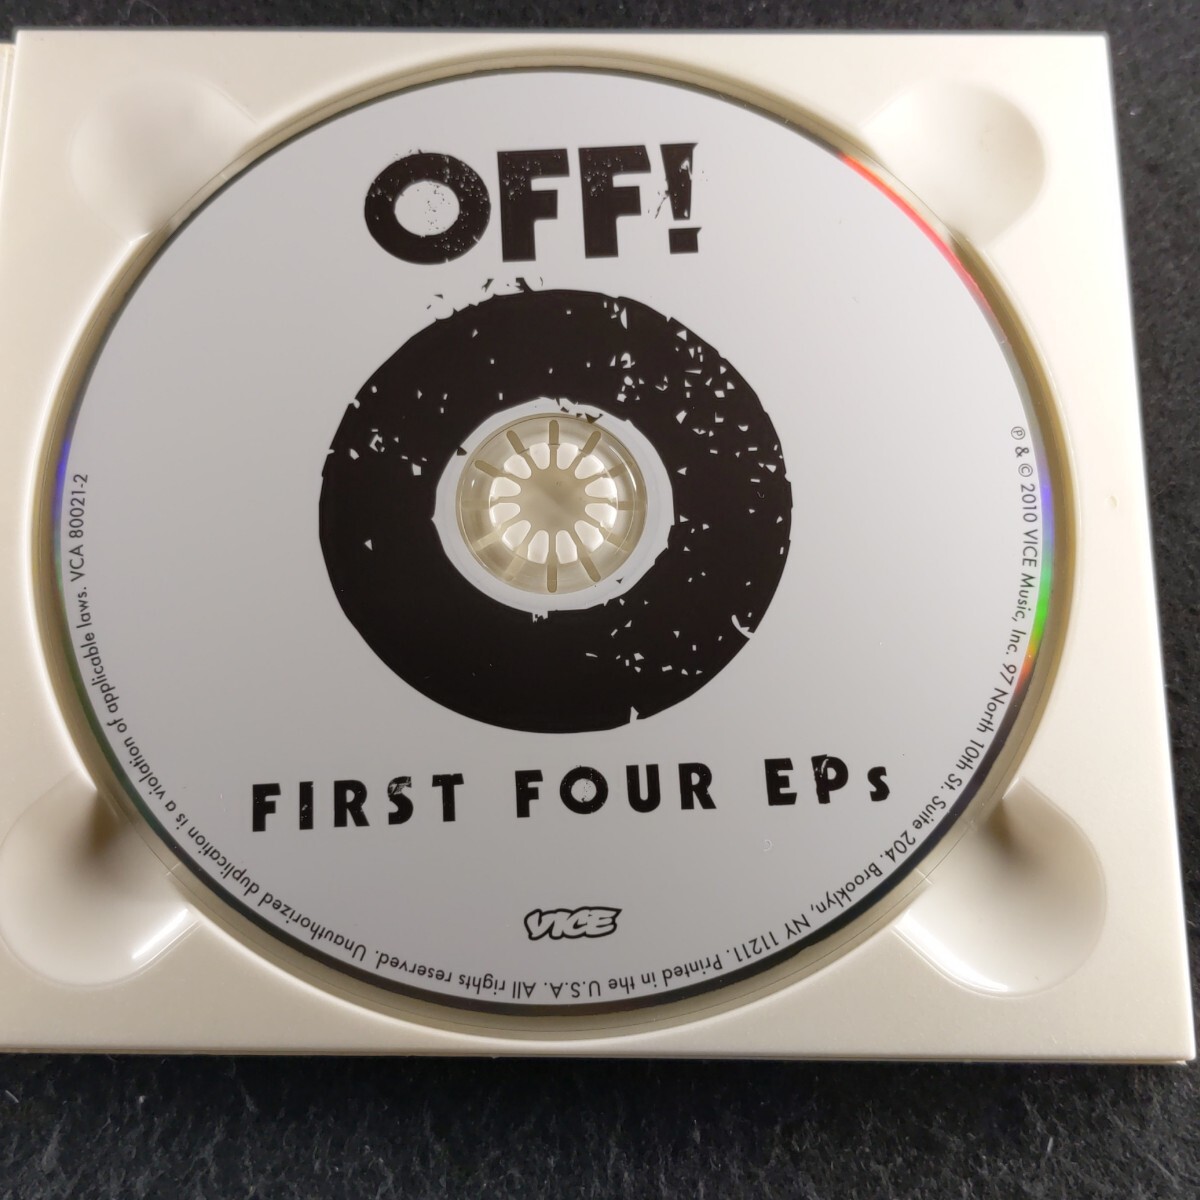 OFF!
FIRST FOUR EPs
VICE
℗ & © 2010 VICE Music, Inc. 97 North 10th St. Suite 204. Brooklyn, NY 11211. Printed in the U.S.A. All rights reserved. Unauthorized duplication is a violation of applicable laws. VCA 80021-2